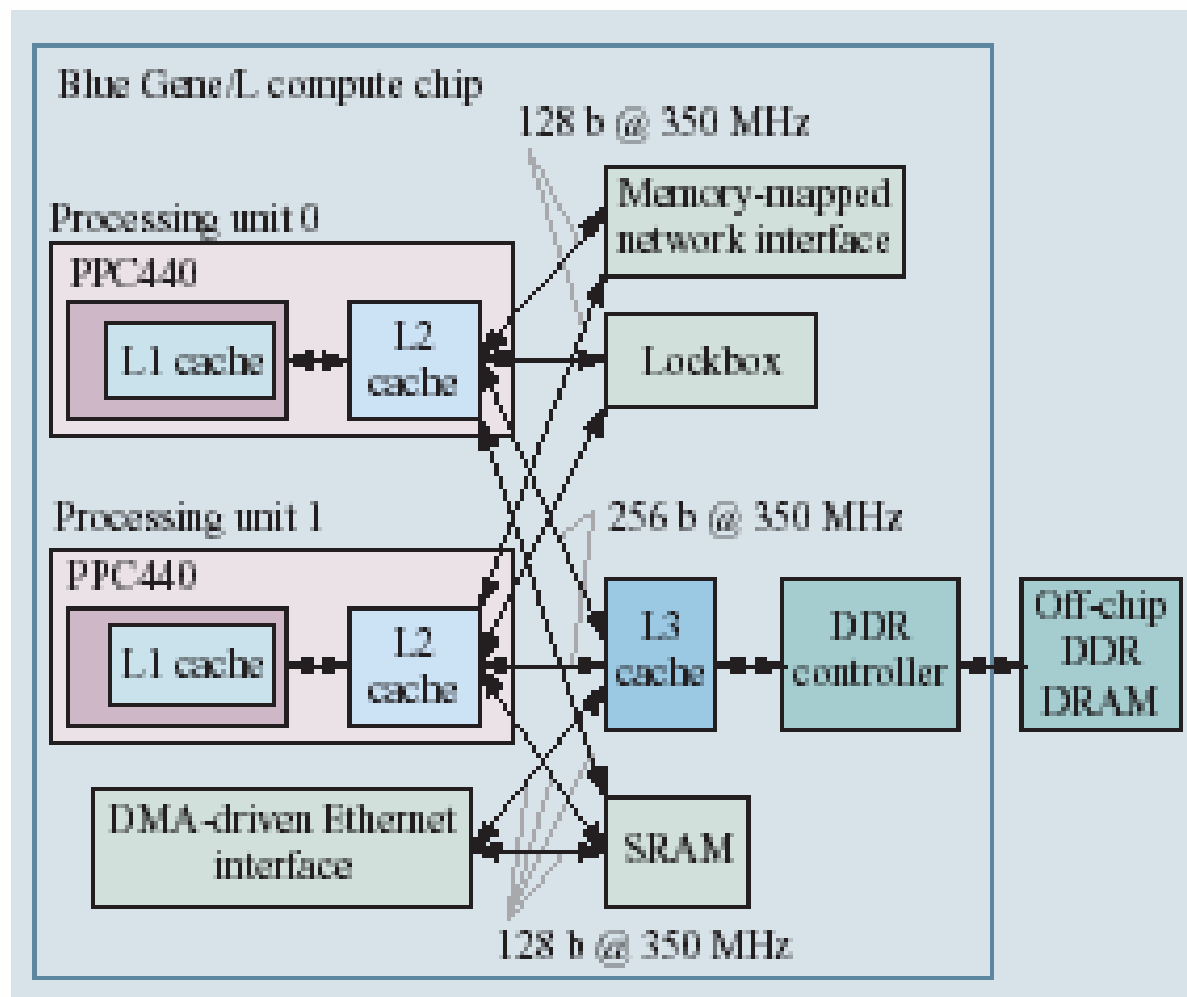 Blue Gene/L compute chip
128 b @ 350 MHz
Memory-mapped
network interface
Processing unit 0
PPC440
L1 cache
L2
cache
Lockbox
Processing unit 1
256 b @ 350 MHz
PPC440
L1 cache
L2
cache
L3
cache
DDR
controller
Off-chip
DDR
DRAM
DMA-driven Ethernet
interface
SRAM
128 b @ 350 MHz